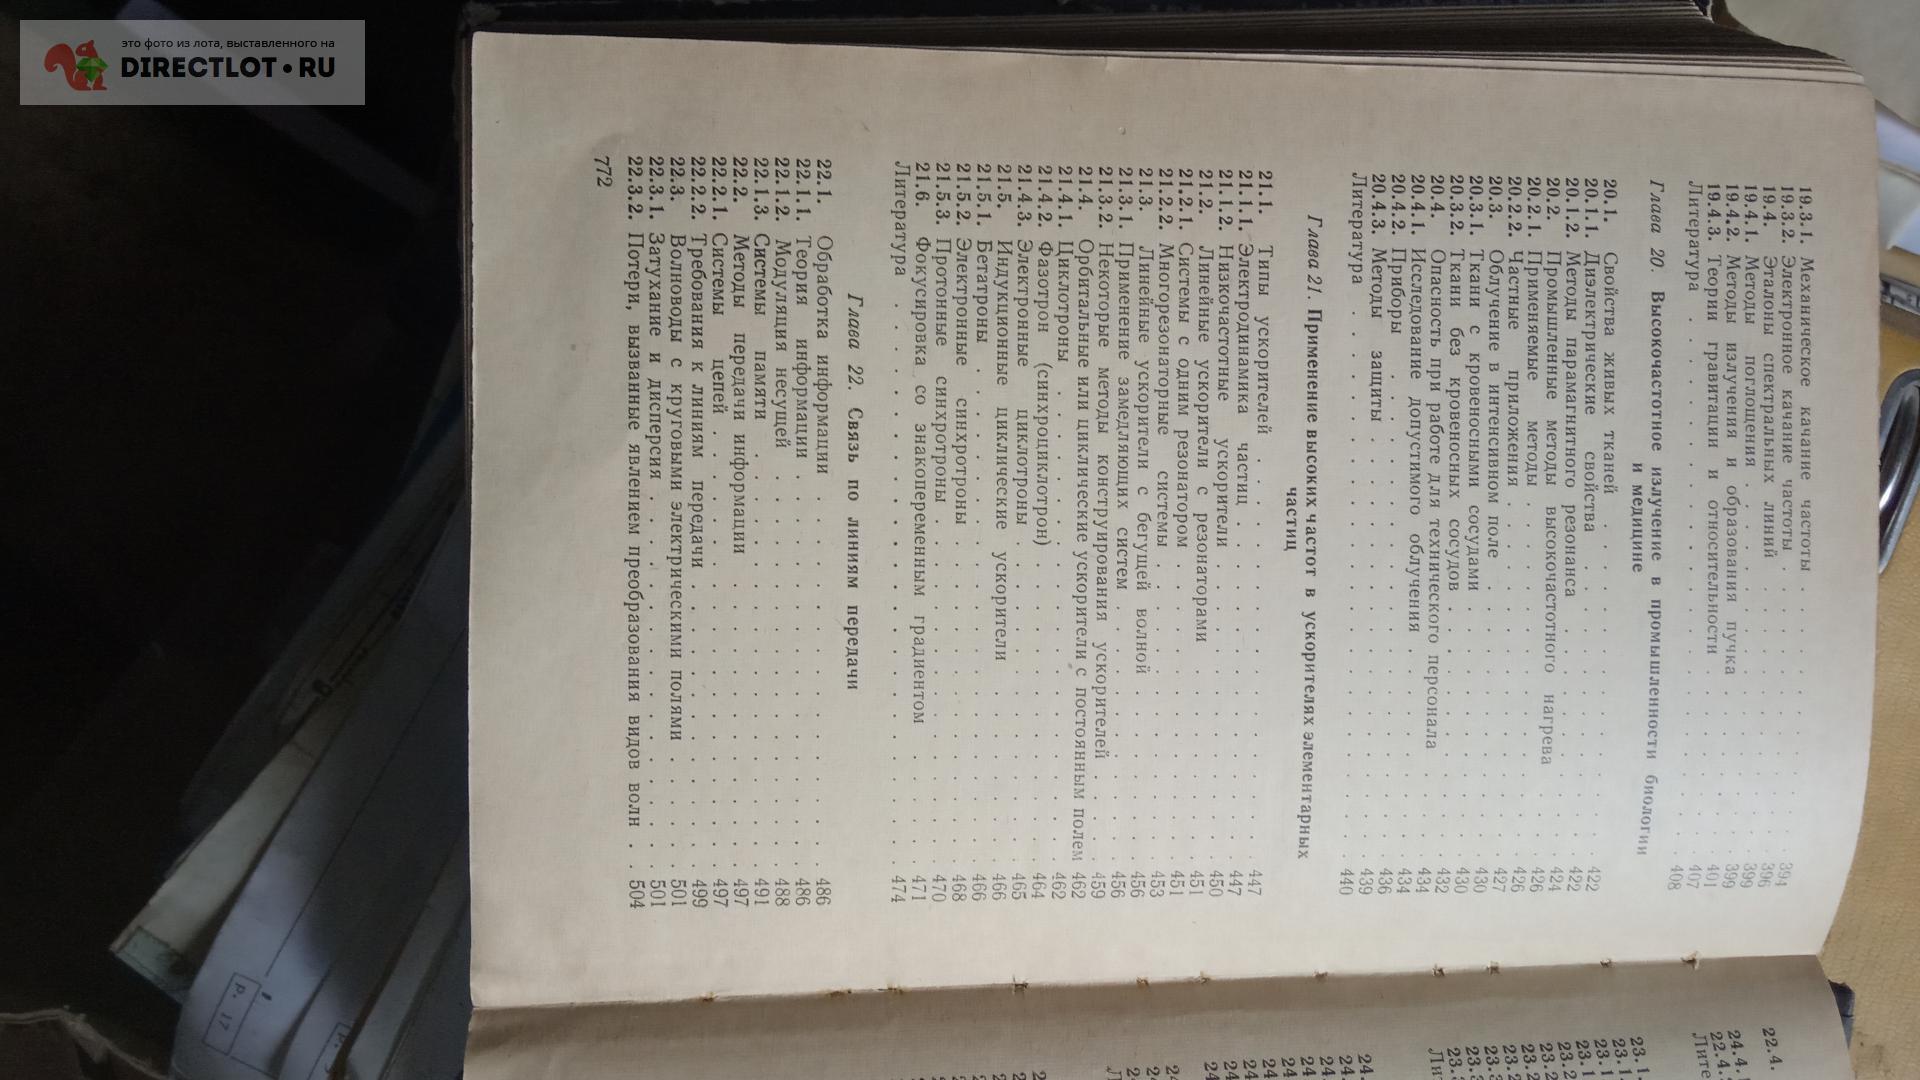 это фото из лота, выставленного на
DIRECTLOT•RU
19.3.1. Механическое качание частоты . . . . . . . 394
19.3.2. Электронное качание частоты . . . . . . . 396
19.4. Эталоны спектральных линий . . . . . . . 399
19.4.1. Методы поглощения . . . . . . . 399
19.4.2. Методы излучения и образования пучка . . . . . . . 401
19.4.3. Теории гравитации и относительности . . . . . . . 407
Литература . . . . . . . 408
Глава 20. Высокочастотное излучение в промышленности биологии
и медицине
20.1. Свойства живых тканей . . . . . . . 422
20.1.1. Диэлектрические свойства . . . . . . . 422
20.1.2. Методы парамагнитного резонанса . . . . . . . 424
20.2. Промышленные методы высокочастотного нагрева . . . . . . . 426
20.2.1. Применяемые методы . . . . . . . 426
20.2.2. Частные приложения . . . . . . . 427
20.3. Облучение в интенсивном поле . . . . . . . 430
20.3.1. Ткани с кровеносными сосудами . . . . . . . 430
20.3.2. Ткани без кровеносных сосудов . . . . . . . 432
20.4. Опасность при работе для технического персонала . . . . . . . 434
20.4.1. Исследование допустимого облучения . . . . . . . 434
20.4.2. Приборы . . . . . . . 436
20.4.3. Методы защиты . . . . . . . 439
Литература . . . . . . . 440
Глава 21. Применение высоких частот в ускорителях элементарных
частиц
21.1. Типы ускорителей . . . . . . . 447
21.1.1. Электродинамика частиц . . . . . . . 447
21.1.2. Низкочастотные ускорители . . . . . . . 450
21.2. Линейные ускорители с резонаторами . . . . . . . 451
21.2.1. Системы с одним резонатором . . . . . . . 451
21.2.2. Многорезонаторные системы . . . . . . . 453
21.3. Линейные ускорители с бегущей волной . . . . . . . 456
21.3.1. Применение замедляющих систем . . . . . . . 456
21.3.2. Некоторые методы конструирования ускорителей . . . . . . . 459
21.4. Орбитальные или циклические ускорители с постоянным полем 462
21.4.1. Циклотроны . . . . . . . 462
21.4.2. Фазотрон (синхроциклотрон) . . . . . . . 464
21.4.3. Электронные циклотроны . . . . . . . 465
21.5. Индукционные циклические ускорители . . . . . . . 466
21.5.1. Бетатроны . . . . . . . 466
21.5.2. Электронные синхротроны . . . . . . . 468
21.5.3. Протонные синхротроны . . . . . . . 470
21.6. Фокусировка со знакопеременным градиентом . . . . . . . 471
Литература . . . . . . . 474
Глава 22. Связь по линиям передачи
22.1. Обработка информации . . . . . . . 486
22.1.1. Теория информации . . . . . . . 486
22.1.2. Модуляция несущей . . . . . . . 488
22.1.3. Системы памяти . . . . . . . 491
22.2. Методы передачи информации . . . . . . . 497
22.2.1. Системы цепей . . . . . . . 497
22.2.2. Требования к линиям передачи . . . . . . . 499
22.3. Волноводы с круговыми электрическими полями . . . . . . . 501
22.3.1. Затухание и дисперсия . . . . . . . 501
22.3.2. Потери, вызванные явлением преобразования видов волн . . 504
772
22.4.
р. 17